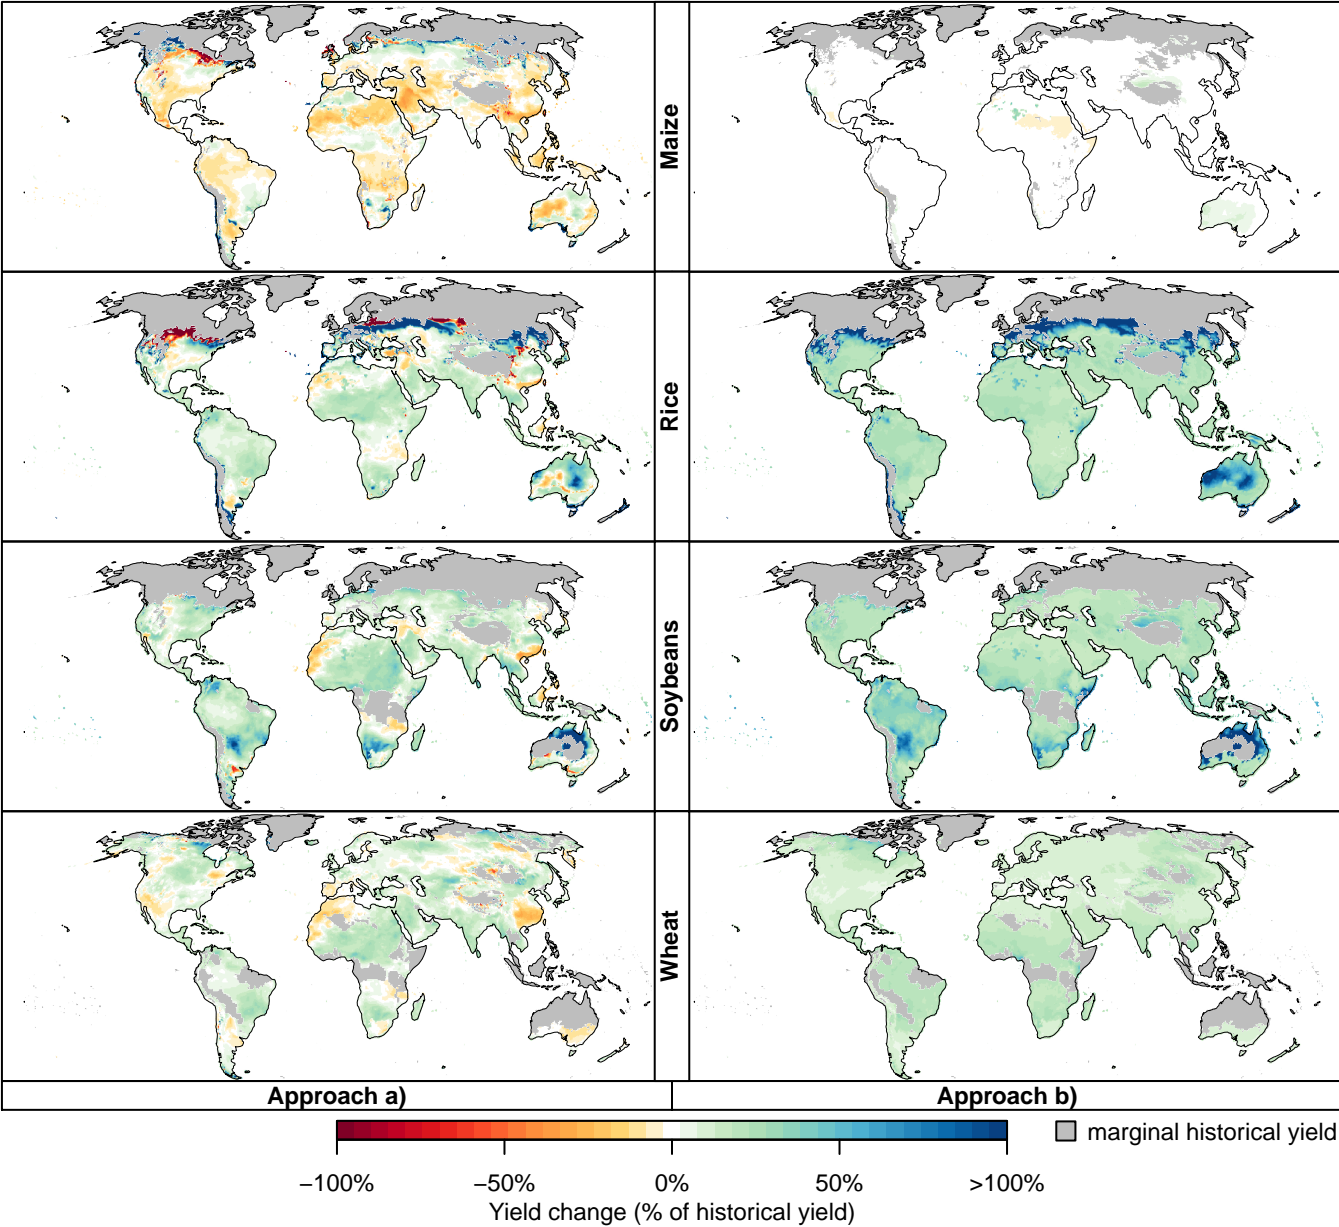 Maize
Rice
Soybeans
Wheat
Approach a)
Approach b)
marginal historical yield
−100%
−50%
0%
50%
>100%
Yield change (% of historical yield)